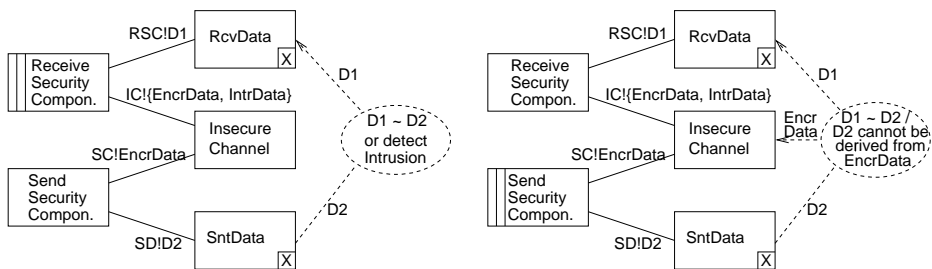 RSC!D1
RcvData
X
D1
Receive
Security
Compon.
IC!{EncrData, IntrData}
D1 ~ D2
or detect
Intrusion
Insecure
Channel
SC!EncrData
Send
Security
Compon.
D2
SD!D2
SntData
X
RSC!D1
RcvData
X
D1
Receive
Security
Compon.
IC!{EncrData, IntrData}
Encr
Data
D1 ~ D2 /
D2 cannot be
derived from
EncrData
Insecure
Channel
SC!EncrData
Send
Security
Compon.
D2
SD!D2
SntData
X